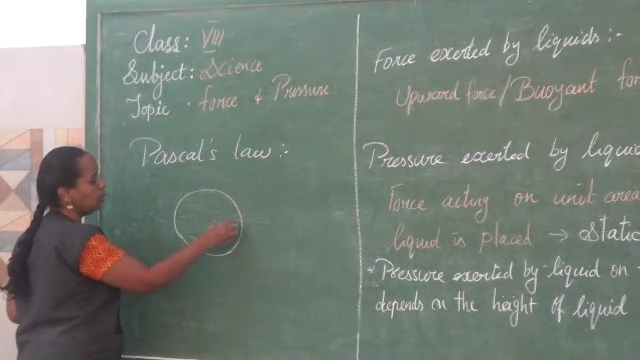 Class: VIII
Subject: Science
Topic . force & Pressure
Pascal's law :-
Force exerted by liquids :-
Upward force/Buoyant for
Pressure exerted by liquid
Force acting on unit area
liquid is placed → Static
Pressure exerted by liquid on
depends on the height of liquid